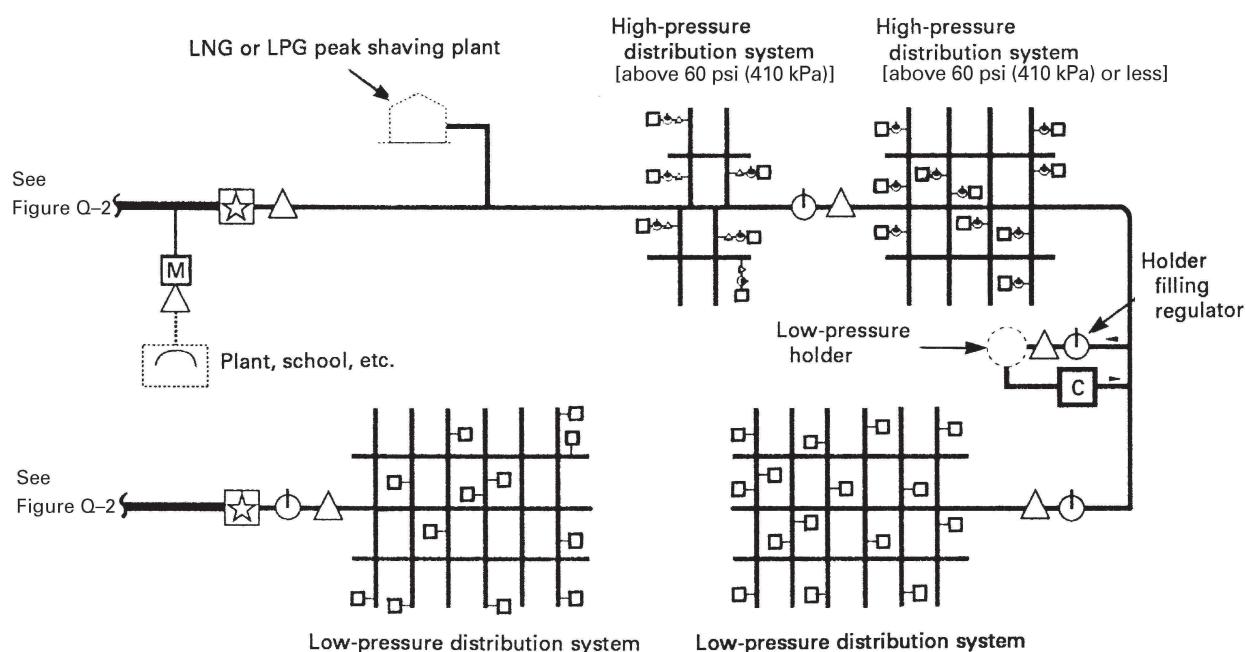 LNG or LPG peak shaving plant
High-pressure
distribution system
[above 60 psi (410 kPa)]
High-pressure
distribution system
[above 60 psi (410 kPa) or less]
See
Figure Q–2
M
Plant, school, etc.
Holder
filling
regulator
Low-pressure
holder
C
See
Figure Q–2
Low-pressure distribution system
Low-pressure distribution system